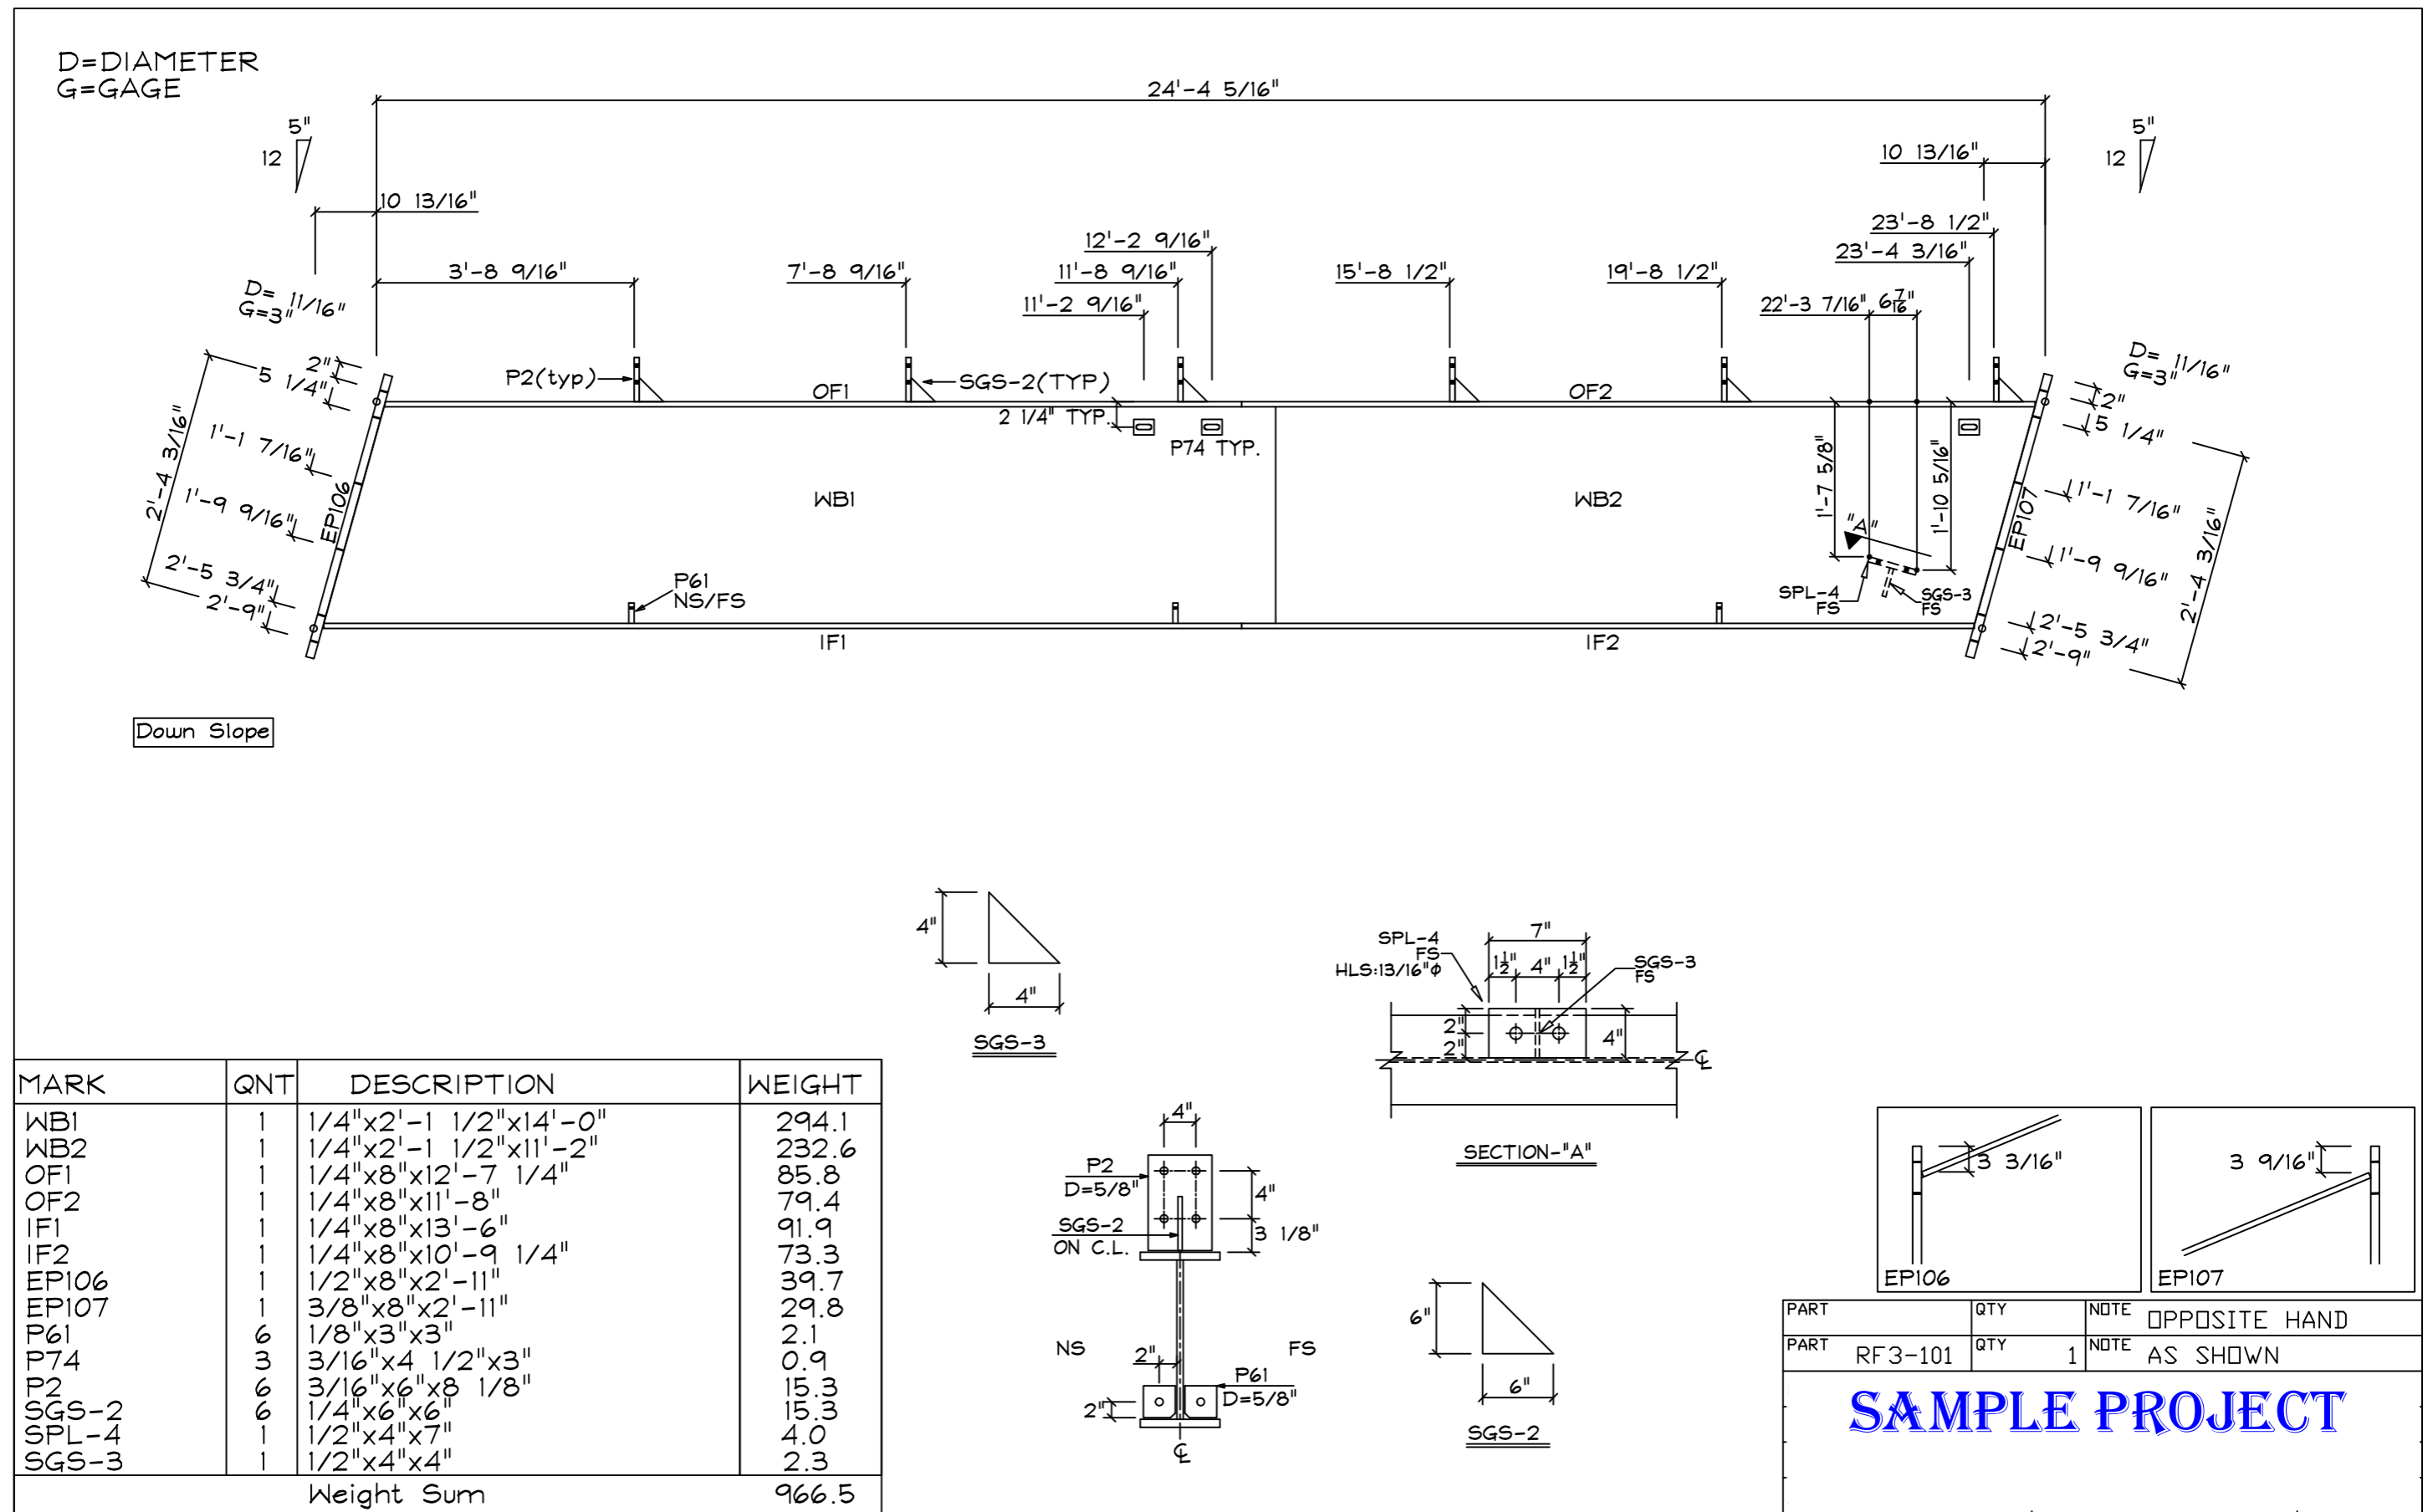 D=DIAMETER
G=GAGE
24'-4 5/16"
5"
12
10 13/16"
10 13/16"
5"
12
3'-8 9/16"
7'-8 9/16"
12'-2 9/16"
11'-8 9/16"
11'-2 9/16"
15'-8 1/2"
19'-8 1/2"
23'-8 1/2"
23'-4 3/16"
22'-3 7/16"
6 7/16"
D= 11/16"
G=3"
2"
5 1/4"
1'-1 7/16"
1'-9 9/16"
2'-5 3/4"
2'-9"
2'-4 3/16"
EP106
P2(typ)
OF1
SGS-2(TYP)
2 1/4" TYP.
P74 TYP.
OF2
WB1
WB2
1'-7 5/8"
1'-10 5/16"
"A"
SPL-4
FS
SGS-3
FS
P61
NS/FS
IF1
IF2
EP107
D= 11/16"
G=3"
2"
5 1/4"
1'-1 7/16"
1'-9 9/16"
2'-5 3/4"
2'-9"
2'-4 3/16"
Down Slope
4"
4"
SGS-3
SPL-4
FS
HLS:13/16"ϕ
7"
1 1/2" 4" 1 1/2"
SGS-3
FS
2"
2"
4"
℄
SECTION-"A"
4"
P2
D=5/8"
4"
SGS-2
ON C.L.
3 1/8"
NS
FS
2"
2"
P61
D=5/8"
℄
6"
6"
SGS-2
3 3/16"
EP106
3 9/16"
EP107
MARK QNT DESCRIPTION WEIGHT
WB1 1 1/4"x2'-1 1/2"x14'-0" 294.1
WB2 1 1/4"x2'-1 1/2"x11'-2" 232.6
OF1 1 1/4"x8"x12'-7 1/4" 85.8
OF2 1 1/4"x8"x11'-8" 79.4
IF1 1 1/4"x8"x13'-6" 91.9
IF2 1 1/4"x8"x10'-9 1/4" 73.3
EP106 1 1/2"x8"x2'-11" 39.7
EP107 1 3/8"x8"x2'-11" 29.8
P61 6 1/8"x3"x3" 2.1
P74 3 3/16"x4 1/2"x3" 0.9
P2 6 3/16"x6"x8 1/8" 15.3
SGS-2 6 1/4"x6"x6" 15.3
SPL-4 1 1/2"x4"x7" 4.0
SGS-3 1 1/2"x4"x4" 2.3
Weight Sum 966.5
PART QTY NOTE OPPOSITE HAND
PART RF3-101 QTY 1 NOTE AS SHOWN
SAMPLE PROJECT